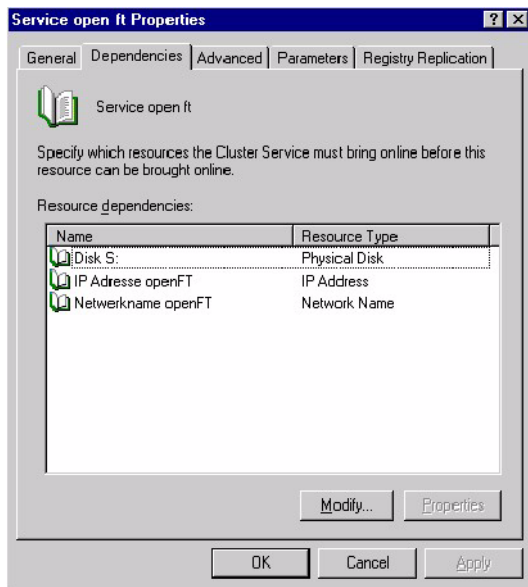 Service open ft Properties
General Dependencies Advanced Parameters Registry Replication
Service open ft
Specify which resources the Cluster Service must bring online before this
resource can be brought online.
Resource dependencies:
Name Resource Type
Disk S: Physical Disk
IP Adresse openFT IP Address
Netwerkname openFT Network Name
Modify... Properties
OK Cancel Apply